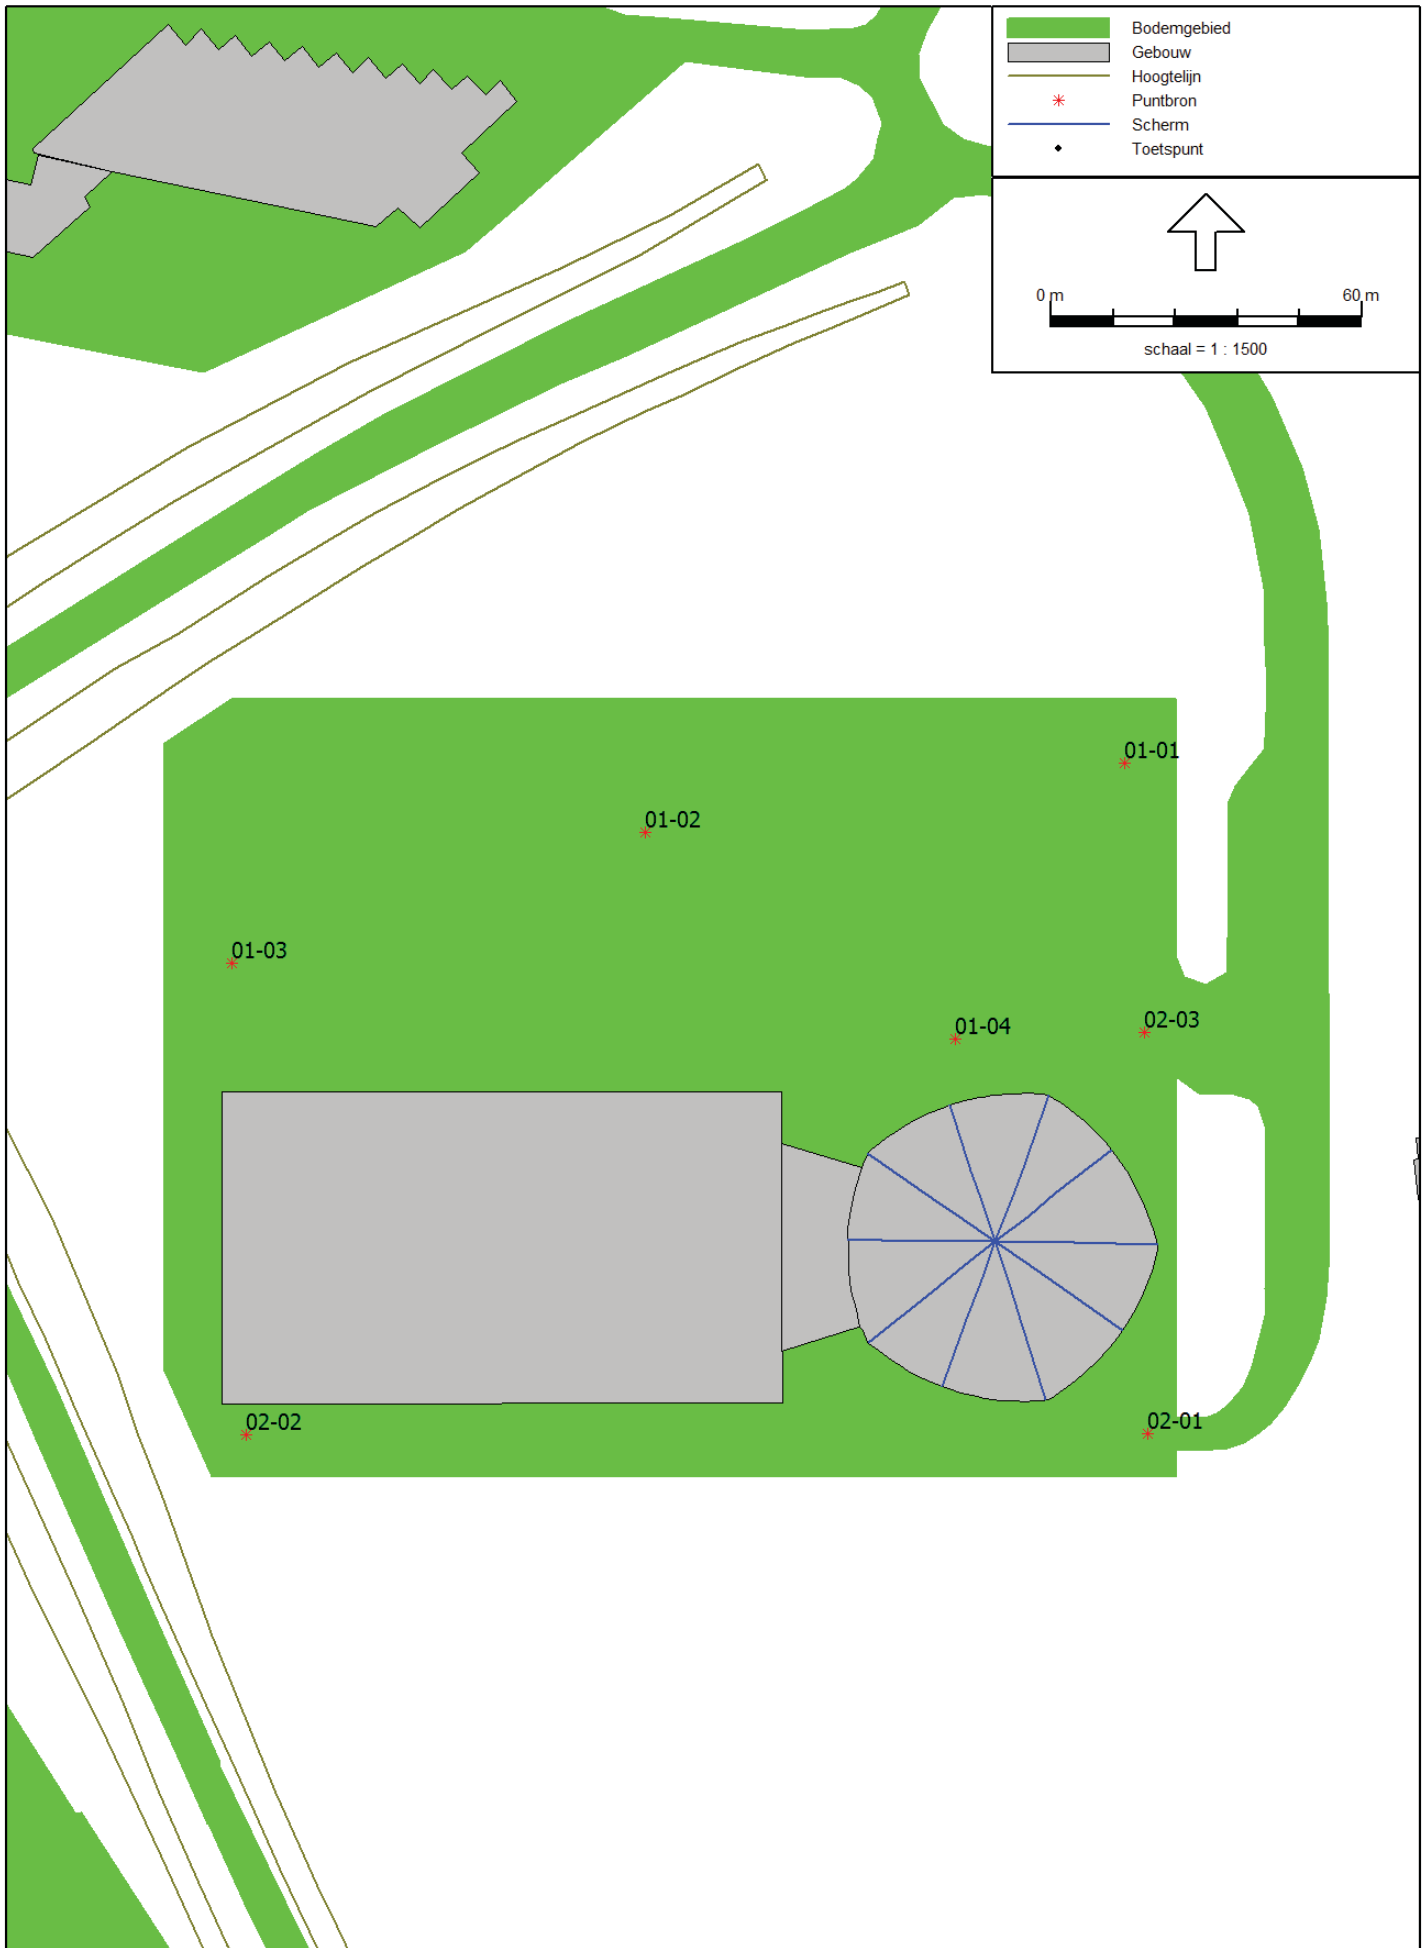 Bodemgebied
Gebouw
Hoogtelijn
Puntbron
Scherm
Toetspunt
0 m 60 m
schaal = 1 : 1500
01-01
01-02
01-03
01-04
02-03
02-02
02-01